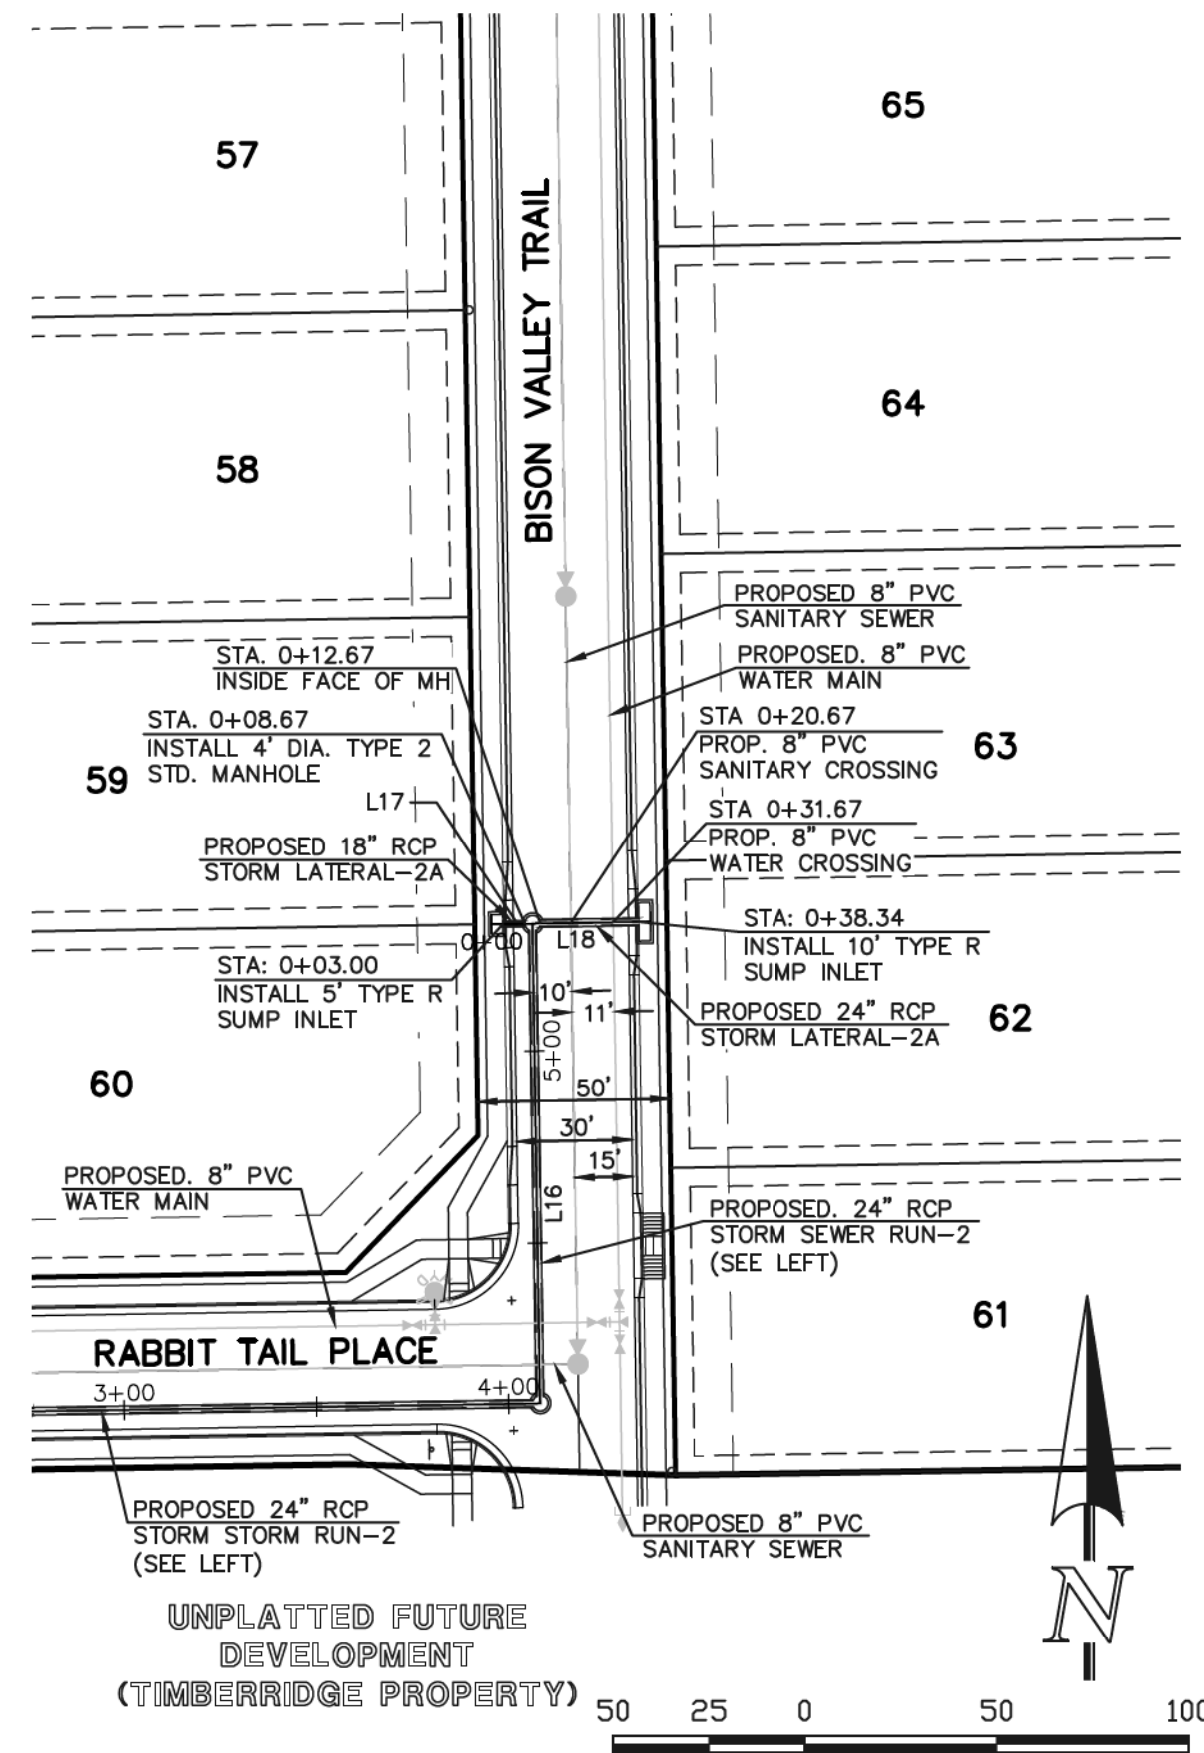 65
57
BISON VALLEY TRAIL
64
58
PROPOSED 8" PVC
SANITARY SEWER
STA. 0+12.67
INSIDE FACE OF MH
PROPOSED. 8" PVC
WATER MAIN
STA. 0+08.67
INSTALL 4' DIA. TYPE 2
STD. MANHOLE
59
STA 0+20.67
PROP. 8" PVC
SANITARY CROSSING
63
L17
STA 0+31.67
PROP. 8" PVC
WATER CROSSING
PROPOSED 18" RCP
STORM LATERAL-2A
0+00
L18
STA: 0+38.34
INSTALL 10' TYPE R
SUMP INLET
STA: 0+03.00
INSTALL 5' TYPE R
SUMP INLET
10'
11'
PROPOSED 24" RCP
STORM LATERAL-2A
62
5+00
60
50'
30'
15'
PROPOSED. 8" PVC
WATER MAIN
L16
PROPOSED. 24" RCP
STORM SEWER RUN-2
(SEE LEFT)
61
RABBIT TAIL PLACE
3+00
4+00
PROPOSED 24" RCP
STORM STORM RUN-2
(SEE LEFT)
PROPOSED 8" PVC
SANITARY SEWER
N
UNPLATTED FUTURE
DEVELOPMENT
(TIMBERRIDGE PROPERTY)
50 25 0 50 100